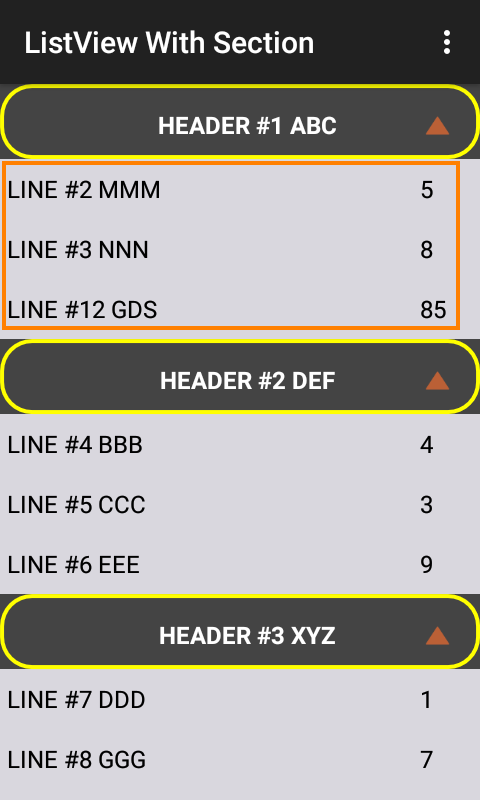 ListView With Section
HEADER #1 ABC
LINE #2 MMM 5
LINE #3 NNN 8
LINE #12 GDS 85
HEADER #2 DEF
LINE #4 BBB 4
LINE #5 CCC 3
LINE #6 EEE 9
HEADER #3 XYZ
LINE #7 DDD 1
LINE #8 GGG 7